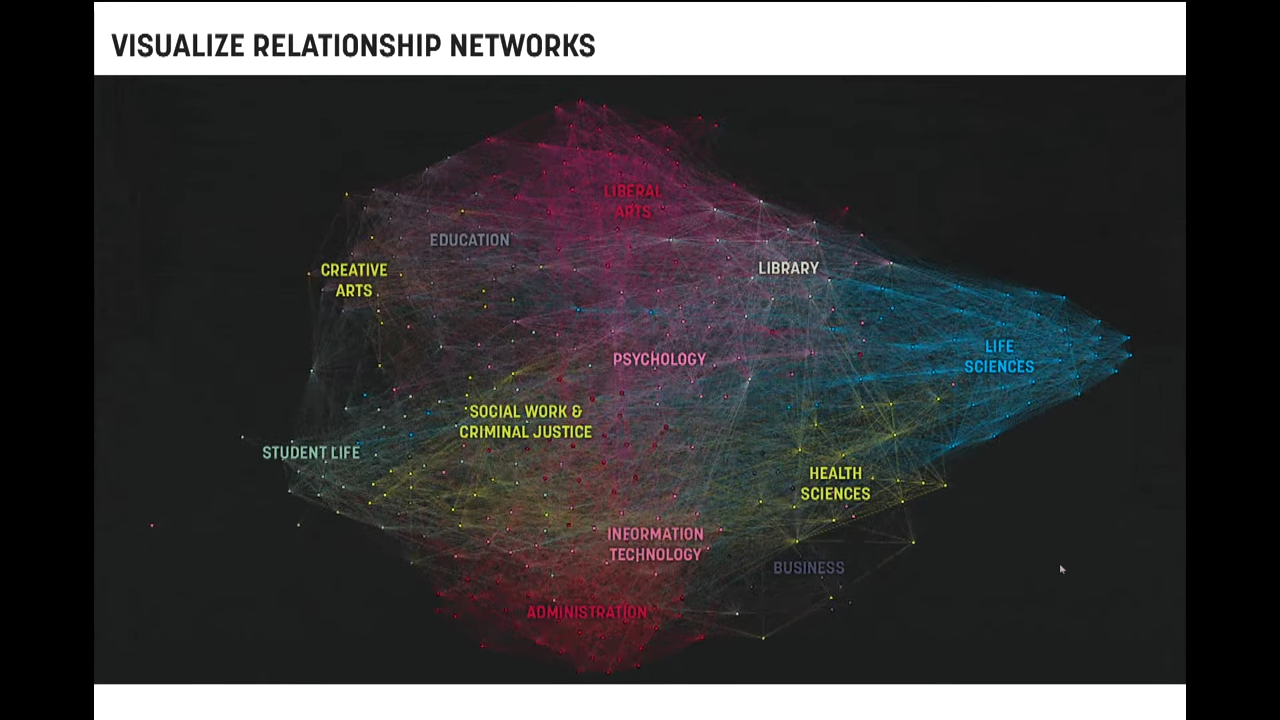 VISUALIZE RELATIONSHIP NETWORKS
LIBERAL
ARTS
EDUCATION
CREATIVE
ARTS
LIBRARY
LIFE
SCIENCES
PSYCHOLOGY
SOCIAL WORK &
CRIMINAL JUSTICE
STUDENT LIFE
HEALTH
SCIENCES
INFORMATION
TECHNOLOGY
BUSINESS
ADMINISTRATION